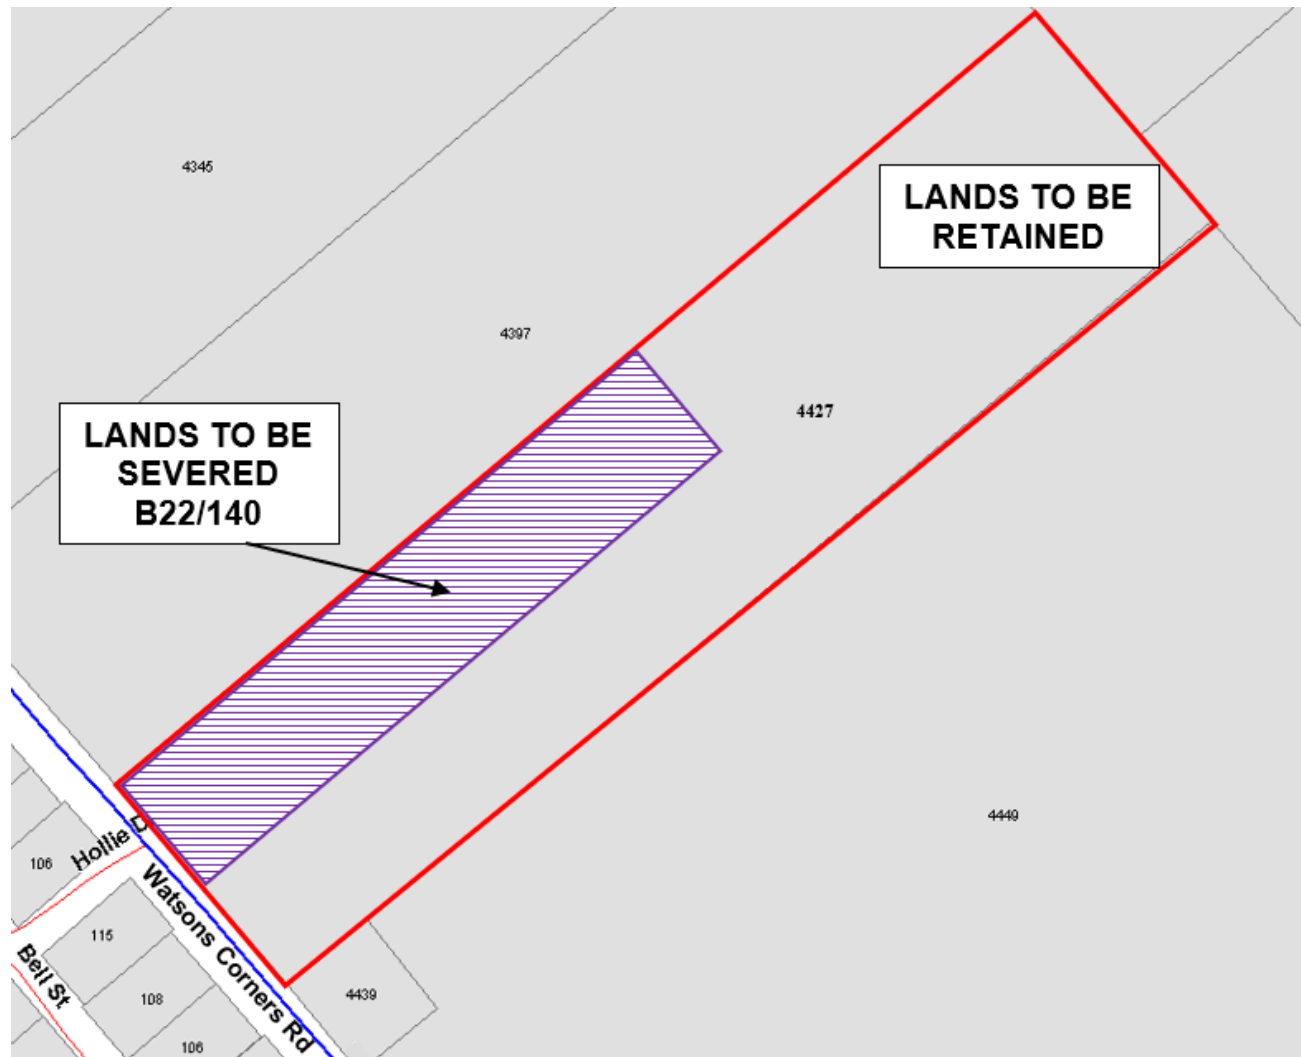 4345
LANDS TO BE
RETAINED
4397
4427
LANDS TO BE
SEVERED
B22/140
4449
Hollie D
106
Watsons Corners Rd
115
Bell St
108
4439
106